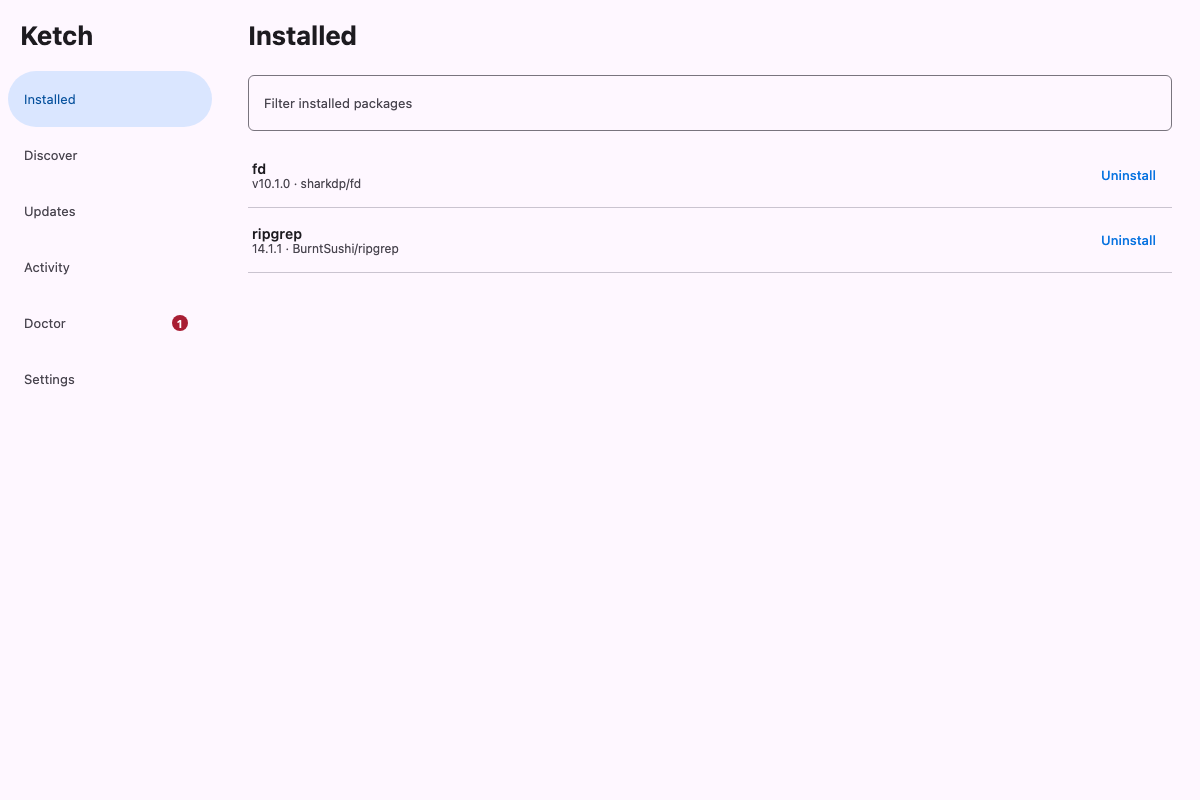 Ketch
Installed
Discover
Updates
Activity
Doctor 1
Settings
Installed
Filter installed packages
fd
v10.1.0 · sharkdp/fd
Uninstall
ripgrep
14.1.1 · BurntSushi/ripgrep
Uninstall